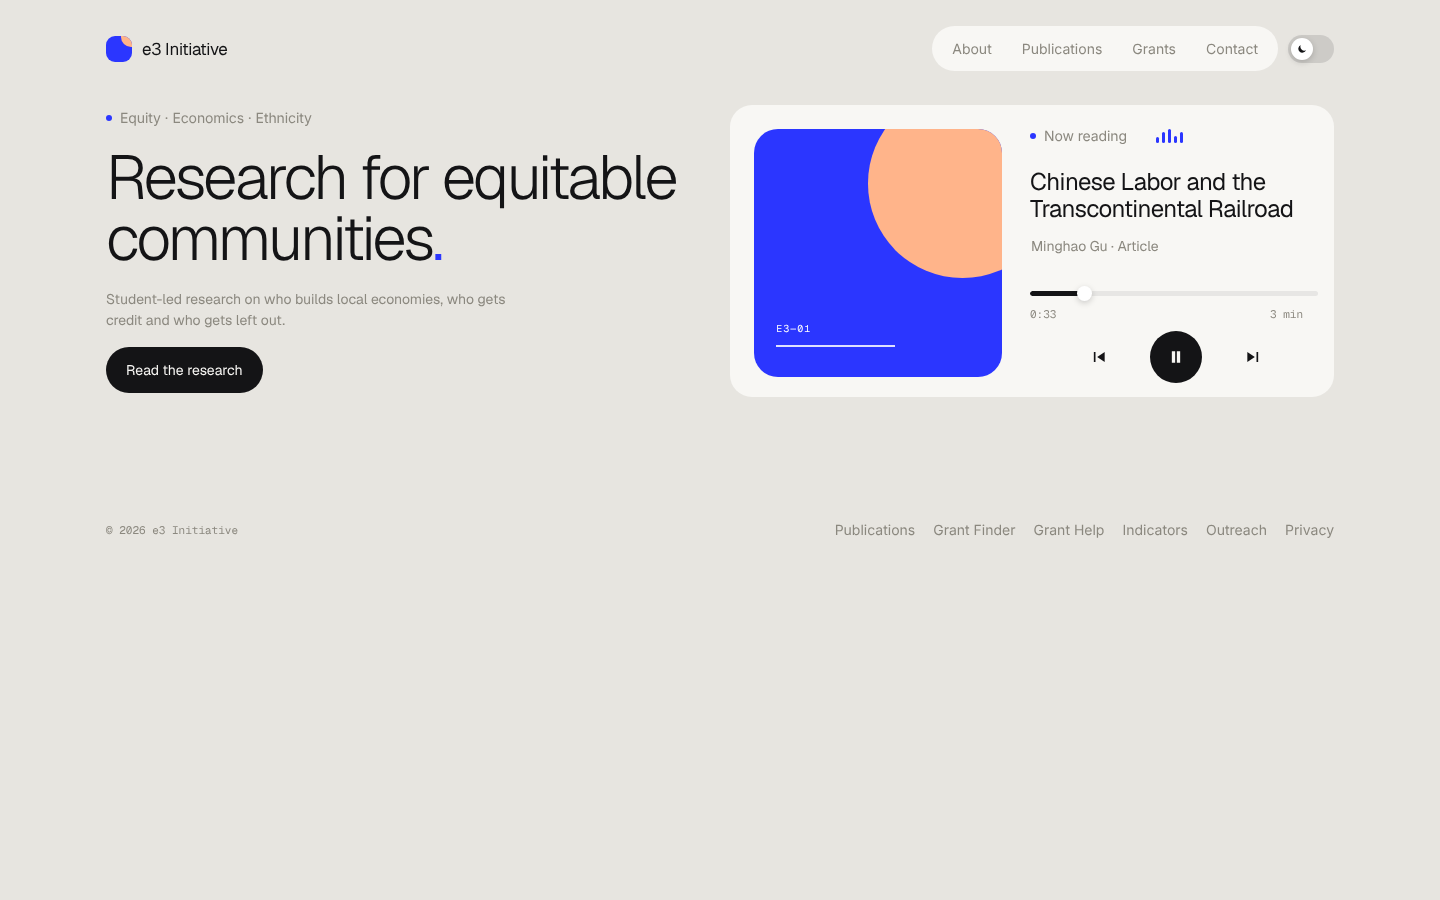 e3 Initiative
About Publications Grants Contact
Equity · Economics · Ethnicity
Research for equitable
communities.
Student-led research on who builds local economies, who gets
credit and who gets left out.
Read the research
E3—01
Now reading
Chinese Labor and the
Transcontinental Railroad
Minghao Gu · Article
0:33 3 min
© 2026 e3 Initiative
Publications Grant Finder Grant Help Indicators Outreach Privacy